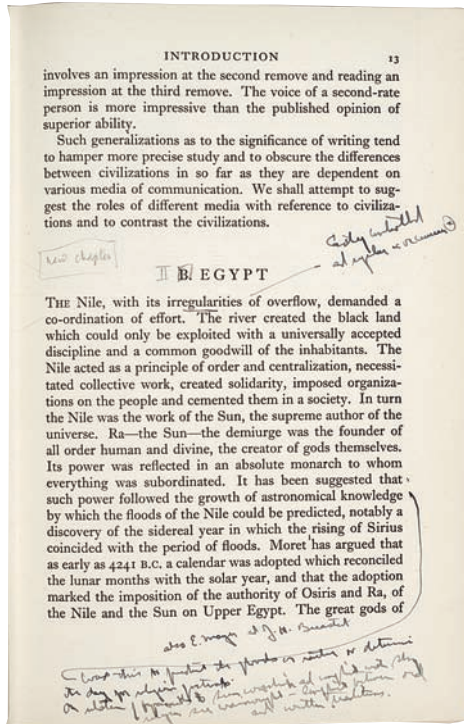 INTRODUCTION 13
involves an impression at the second remove and reading an
impression at the third remove. The voice of a second-rate
person is more impressive than the published opinion of
superior ability.
Such generalizations as to the significance of writing tend
to hamper more precise study and to obscure the differences
between civilizations in so far as they are dependent on
various media of communication. We shall attempt to sug-
gest the roles of different media with reference to civiliza-
tions and to contrast the civilizations.
new chapter
II B. EGYPT
THE Nile, with its irregularities of overflow, demanded a
co-ordination of effort. The river created the black land
which could only be exploited with a universally accepted
discipline and a common goodwill of the inhabitants. The
Nile acted as a principle of order and centralization, necessi-
tated collective work, created solidarity, imposed organiza-
tions on the people and cemented them in a society. In turn
the Nile was the work of the Sun, the supreme author of the
universe. Ra—the Sun—the demiurge was the founder of
all order human and divine, the creator of gods themselves.
Its power was reflected in an absolute monarch to whom
everything was subordinated. It has been suggested that
such power followed the growth of astronomical knowledge
by which the floods of the Nile could be predicted, notably a
discovery of the sidereal year in which the rising of Sirius
coincided with the period of floods. Moret has argued that
as early as 4241 B.C. a calendar was adopted which reconciled
the lunar months with the solar year, and that the adoption
marked the imposition of the authority of Osiris and Ra, of
the Nile and the Sun on Upper Egypt. The great gods of
also E. Meyer J. H. Breasted